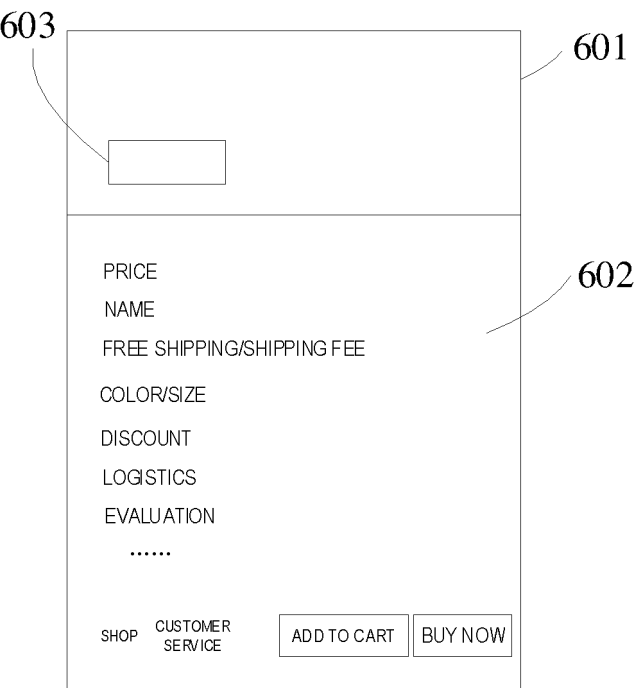 603
601
602
PRICE
NAME
FREE SHIPPING/SHIPPING FEE
COLOR/SIZE
DISCOUNT
LOGISTICS
EVALUATION
......
SHOP
CUSTOMER
SERVICE
ADD TO CART
BUY NOW